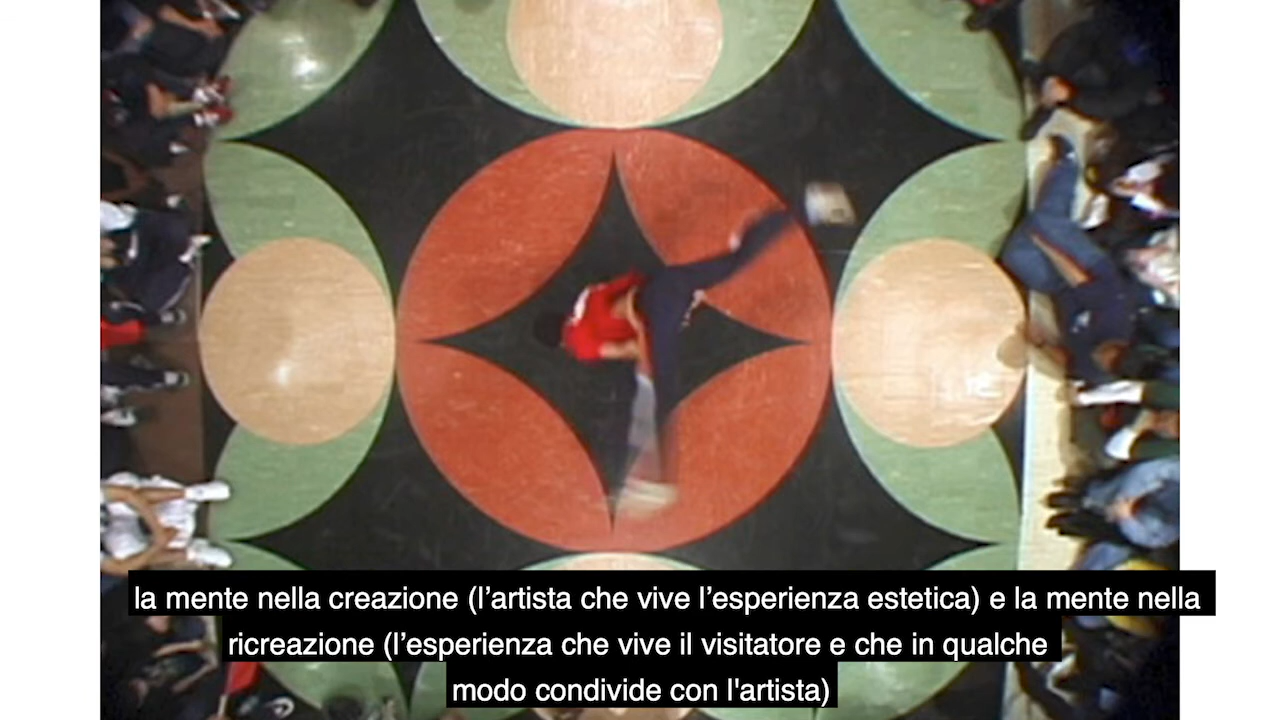 la mente nella creazione (l’artista che vive l’esperienza estetica) e la mente nella
ricreazione (l’esperienza che vive il visitatore e che in qualche
modo condivide con l'artista)